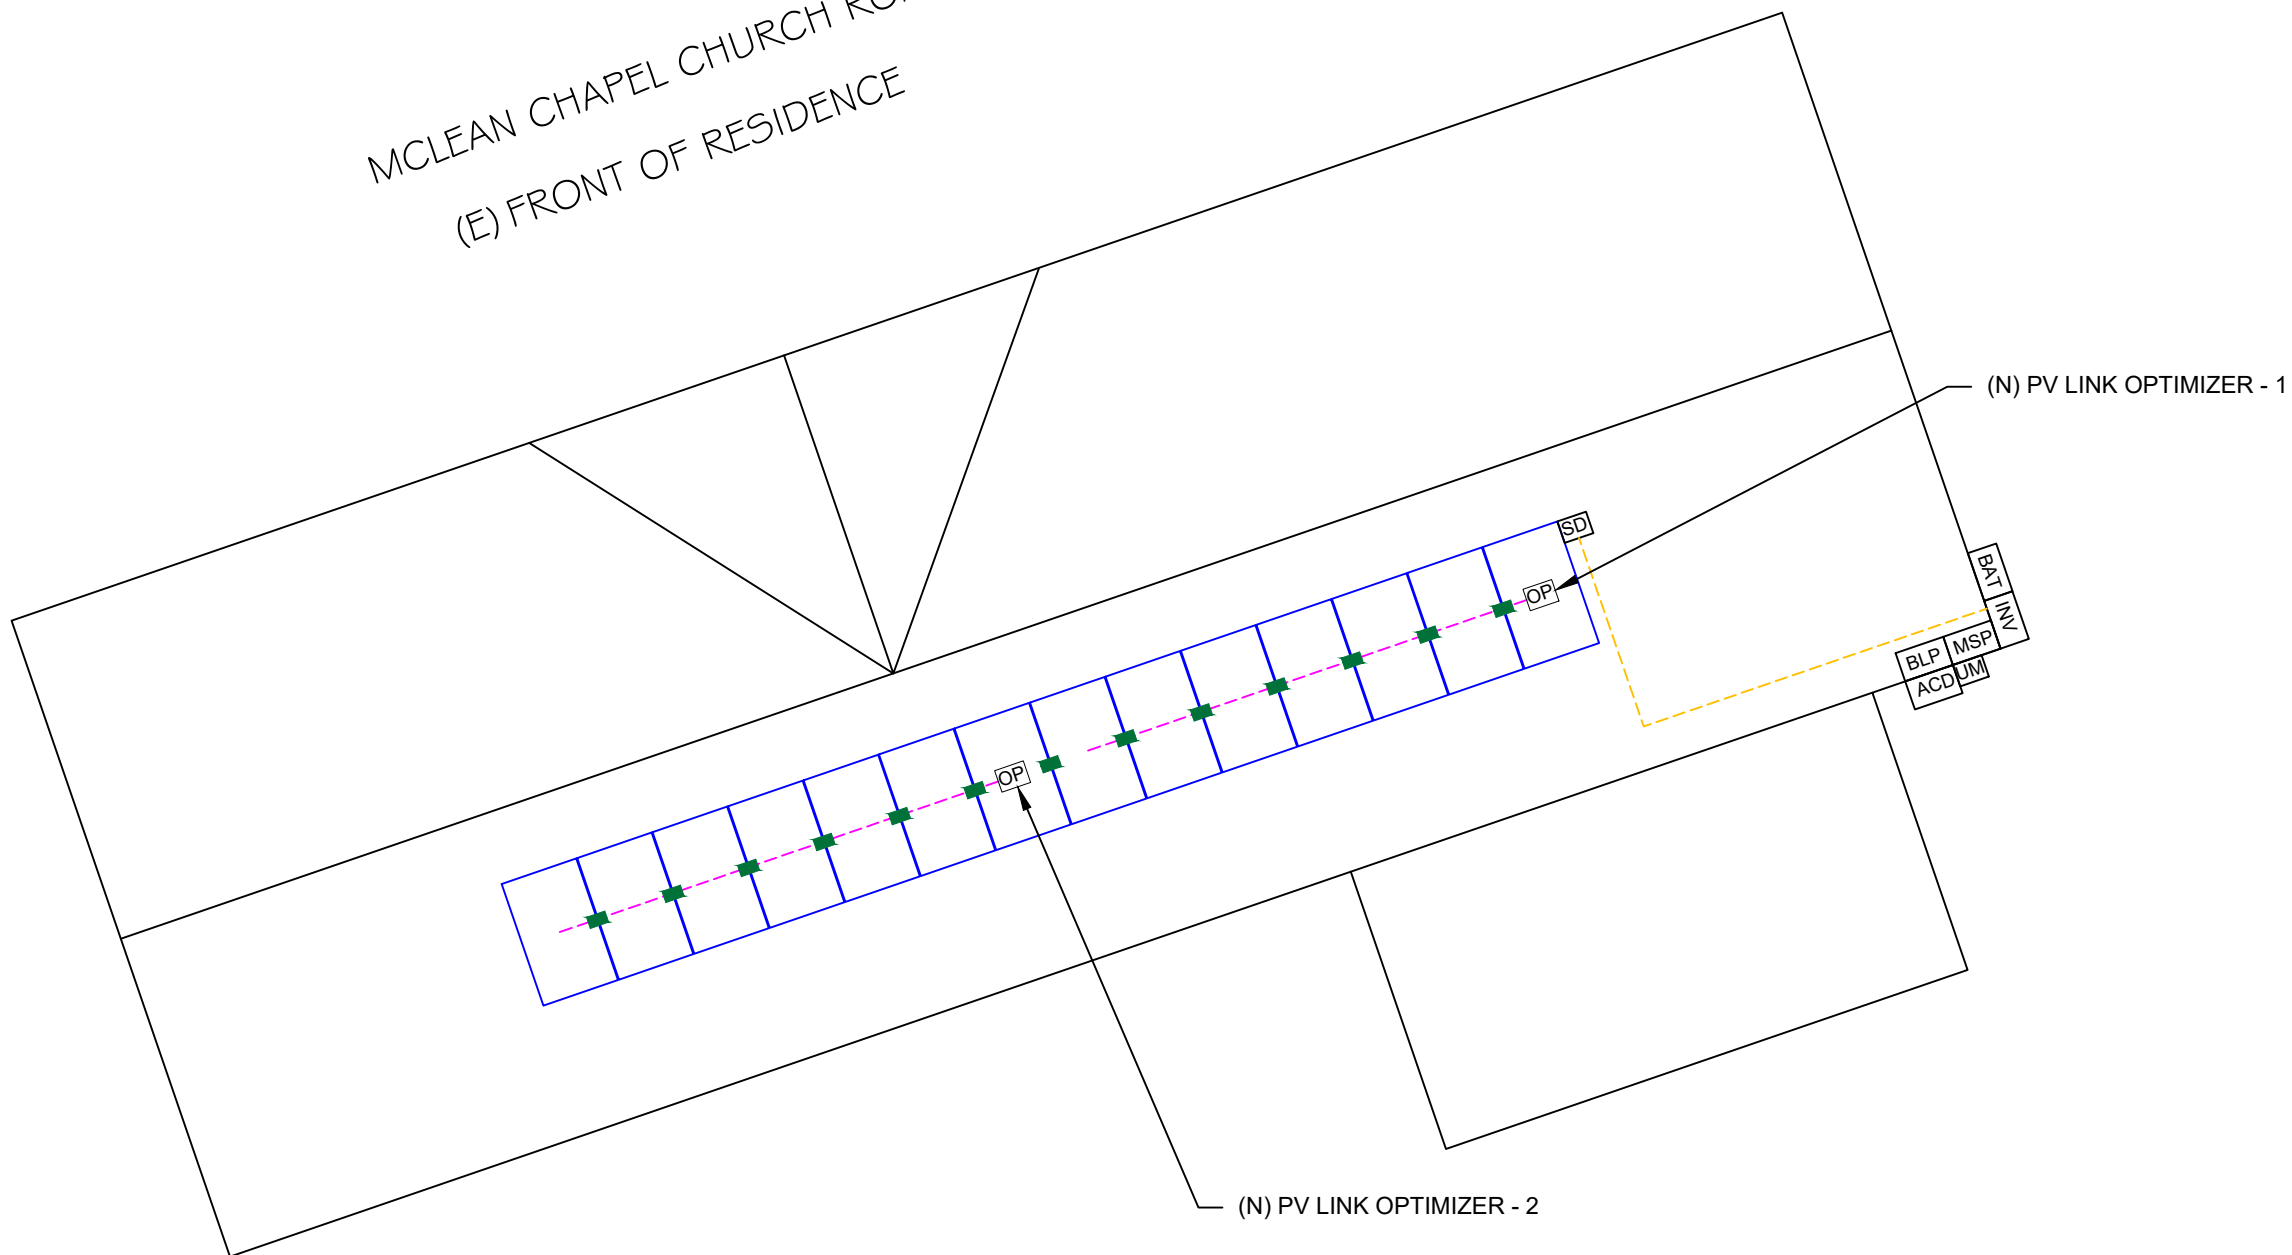 MCLEAN CHAPEL CHURCH
(E) FRONT OF RESIDENCE
(N) PV LINK OPTIMIZER - 1
SD
OP
BAT
INV
MSP
BLP
UM
ACD
OP
(N) PV LINK OPTIMIZER - 2